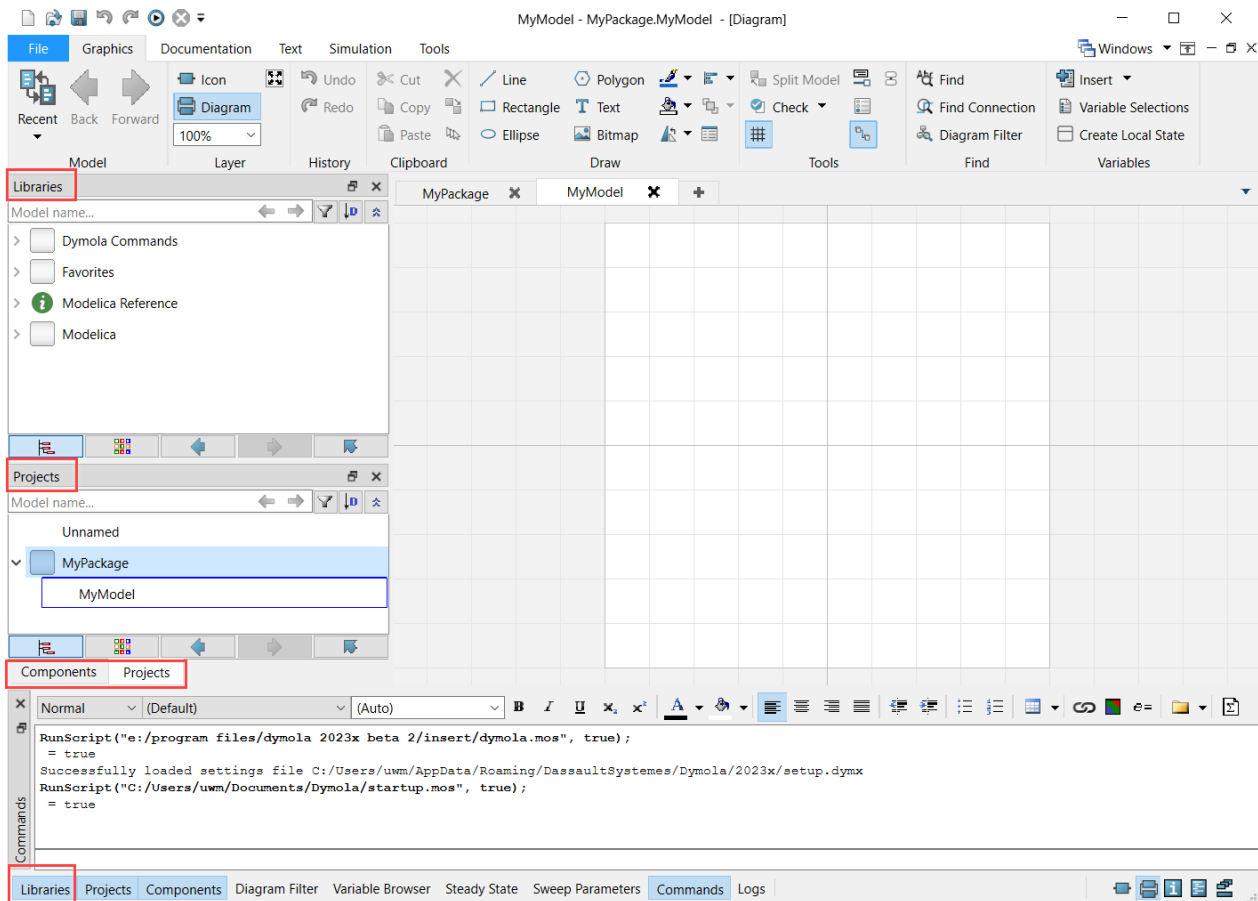 MyModel - MyPackage.MyModel - [Diagram]
File Graphics Documentation Text Simulation Tools Windows
Icon Undo Cut Line Polygon Split Model Find Insert
Recent Back Forward Diagram Redo Copy Rectangle Text Check Find Connection Variable Selections
100% Paste Ellipse Bitmap Diagram Filter Create Local State
Model Layer History Clipboard Draw Tools Find Variables
Libraries
MyPackage MyModel
Model name...
Dymola Commands
Favorites
Modelica Reference
Modelica
Projects
Model name...
Unnamed
MyPackage
MyModel
Components Projects
Normal (Default) (Auto)
RunScript("e:/program files/dymola 2023x beta 2/insert/dymola.mos", true);
= true
Successfully loaded settings file C:/Users/uwm/AppData/Roaming/DassaultSystemes/Dymola/2023x/setup.dymx
RunScript("C:/Users/uwm/Documents/Dymola/startup.mos", true);
= true
Commands
Libraries Projects Components Diagram Filter Variable Browser Steady State Sweep Parameters Commands Logs